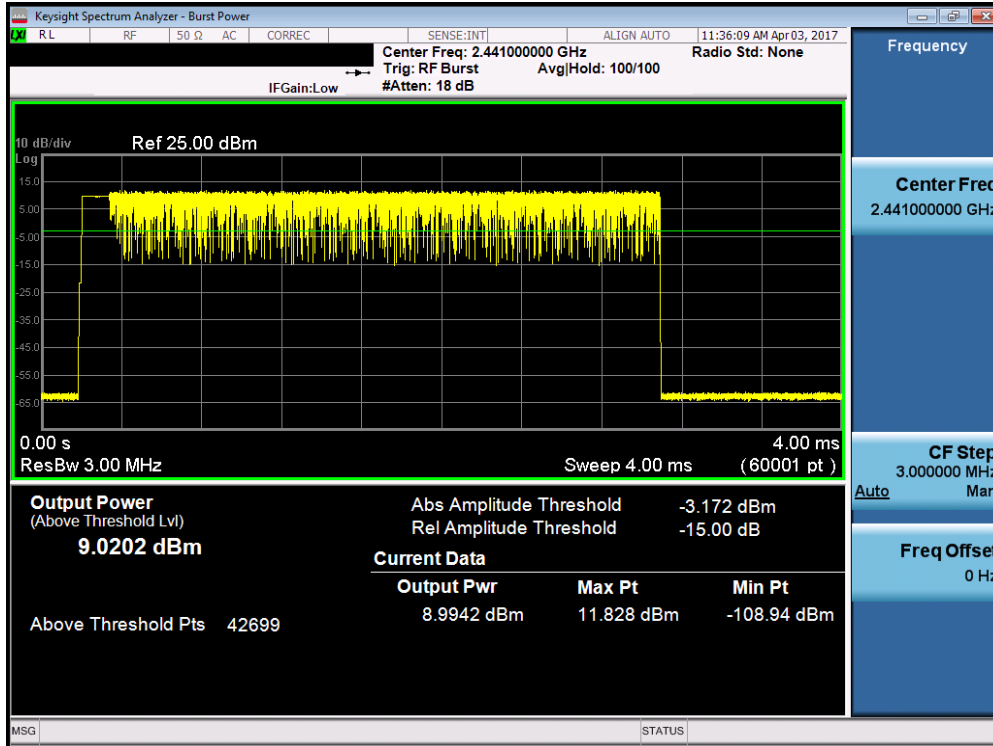 Keysight Spectrum Analyzer - Burst Power
LXI RL RF 50 Ω AC CORREC SENSE:INT ALIGN AUTO 11:36:09 AM Apr 03, 2017
Center Freq: 2.441000000 GHz Radio Std: None
Trig: RF Burst Avg|Hold: 100/100
IFGain:Low #Atten: 18 dB
Frequency
10 dB/div Ref 25.00 dBm
Log
15.0
5.00
-5.00
-15.0
-25.0
-35.0
-45.0
-55.0
-65.0
0.00 s 4.00 ms
ResBw 3.00 MHz Sweep 4.00 ms (60001 pt)
Center Freq
2.441000000 GHz
CF Step
3.000000 MHz
Auto Man
Freq Offset
0 Hz
Output Power
(Above Threshold Lvl)
9.0202 dBm
Above Threshold Pts 42699
Abs Amplitude Threshold -3.172 dBm
Rel Amplitude Threshold -15.00 dB
Current Data
Output Pwr Max Pt Min Pt
8.9942 dBm 11.828 dBm -108.94 dBm
MSG STATUS